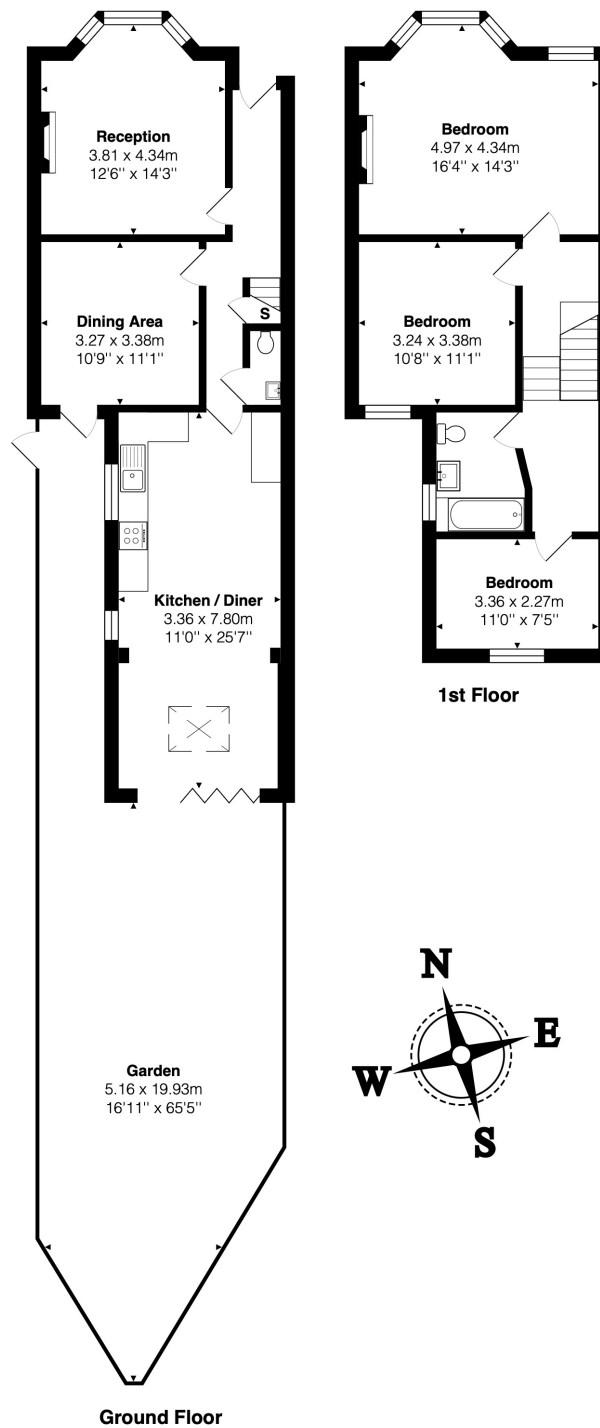 Reception
3.81 x 4.34m
12'6'' x 14'3''
Dining Area
3.27 x 3.38m
10'9'' x 11'1''
S
Kitchen / Diner
3.36 x 7.80m
11'0'' x 25'7''
Garden
5.16 x 19.93m
16'11'' x 65'5''
Ground Floor
Bedroom
4.97 x 4.34m
16'4'' x 14'3''
Bedroom
3.24 x 3.38m
10'8'' x 11'1''
Bedroom
3.36 x 2.27m
11'0'' x 7'5''
1st Floor
N
E
W
S